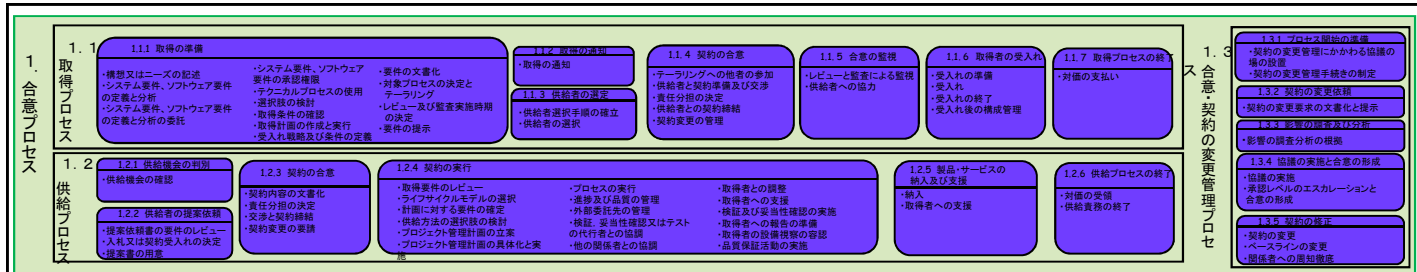 1. 合意プロセス
1.1 取得プロセス
1.1.1 取得の準備
・構想又はニーズの記述
・システム要件、ソフトウェア要件
の定義と分析
・システム要件、ソフトウェア要件
の定義と分析の委託
・システム要件、ソフトウェア
要件の承認権限
・テクニカルプロセスの使用
・選択肢の検討
・取得条件の確認
・取得計画の作成と実行
・受入れ戦略及び条件の定義
・要件の文書化
・対象プロセスの決定と
テーラリング
・レビュー及び監査実施時期
の決定
・要件の提示
1.1.2 取得の通知
・取得の通知
1.1.3 供給者の選定
・供給者選択手順の確立
・供給者の選択
1.1.4 契約の合意
・テーラリングへの他者の参加
・供給者と契約準備及び交渉
・責任分担の決定
・供給者との契約締結
・契約変更の管理
1.1.5 合意の監視
・レビューと監査による監視
・供給者への協力
1.1.6 取得者の受入れ
・受入れの準備
・受入れ
・受入れの終了
・受入れ後の構成管理
1.1.7 取得プロセスの終了
・対価の支払い
1.2 供給プロセス
1.2.1 供給機会の判別
・供給機会の確認
1.2.2 供給者の提案依頼
・提案依頼書の要件のレビュー
・入札又は契約受入れの決定
・提案書の用意
1.2.3 契約の合意
・契約内容の文書化
・責任分担の決定
・交渉と契約締結
・契約変更の要請
1.2.4 契約の実行
・取得要件のレビュー
・ライフサイクルモデルの選択
・計画に対する要件の確定
・供給方法の選択肢の検討
・プロジェクト管理計画の立案
・プロジェクト管理計画の具体化と実
施
・プロセスの実行
・進捗及び品質の管理
・外部委託先の管理
・検証、妥当性確認又はテスト
の代行者との協調
・他の関係者との協調
・取得者との調整
・取得者への支援
・検証及び妥当性確認の実施
・取得者への報告の準備
・取得者の設備視察の容認
・品質保証活動の実施
1.2.5 製品・サービスの
納入及び支援
・納入
・取得者への支援
1.2.6 供給プロセスの終了
・対価の受領
・供給責務の終了
1.3 合意・契約の変更管理プロセ
ス
1.3.1 プロセス開始の準備
・契約の変更管理にかかわる協議の
場の設置
・契約の変更管理手続きの制定
1.3.2 契約の変更依頼
・契約の変更要求の文書化と提示
1.3.3 影響の調査及び分析
・影響の調査分析の根拠
1.3.4 協議の実施と合意の形成
・協議の実施
・承認レベルのエスカレーションと
合意の形成
1.3.5 契約の修正
・契約の変更
・ベースラインの変更
・関係者への周知徹底